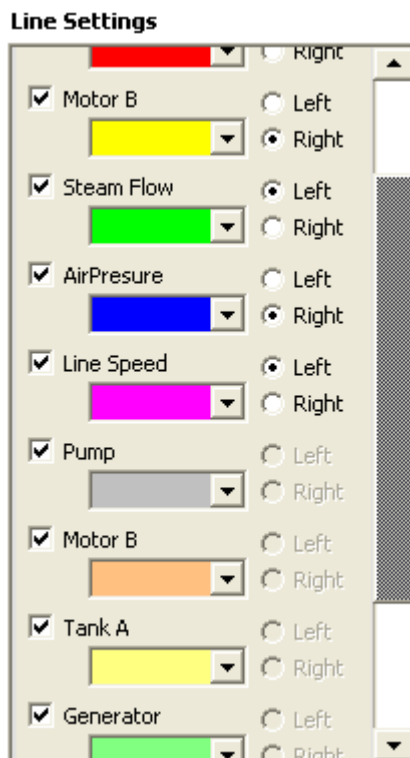 Line Settings
Right
Motor B
Left
Right
Steam Flow
Left
Right
AirPresure
Left
Right
Line Speed
Left
Right
Pump
Left
Right
Motor B
Left
Right
Tank A
Left
Right
Generator
Left
Right